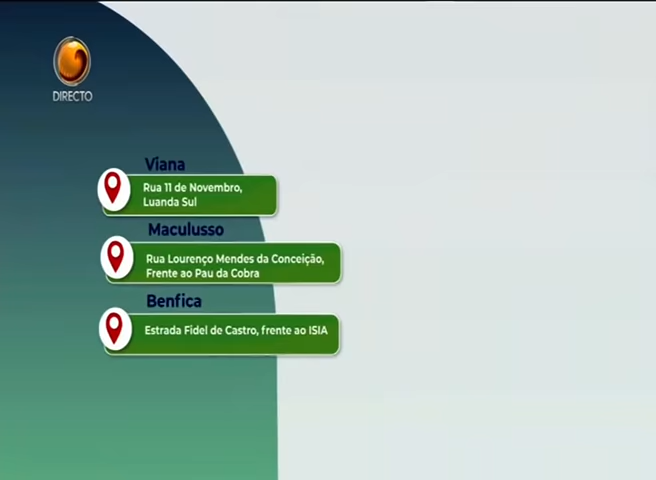 DIRECTO
Viana
Rua 11 de Novembro,
Luanda Sul
Maculusso
Rua Lourenço Mendes da Conceição,
Frente ao Pau da Cobra
Benfica
Estrada Fidel de Castro, frente ao ISIA